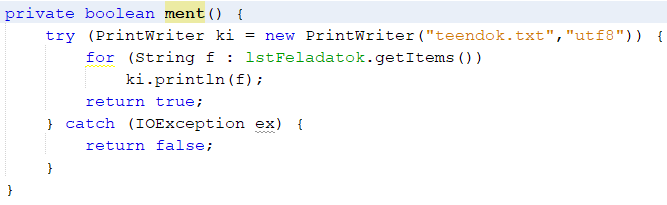 private boolean ment() {
    try (PrintWriter ki = new PrintWriter("teendok.txt","utf8")) {
        for (String f : lstFeladatok.getItems())
            ki.println(f);
        return true;
    } catch (IOException ex) {
        return false;
    }
}